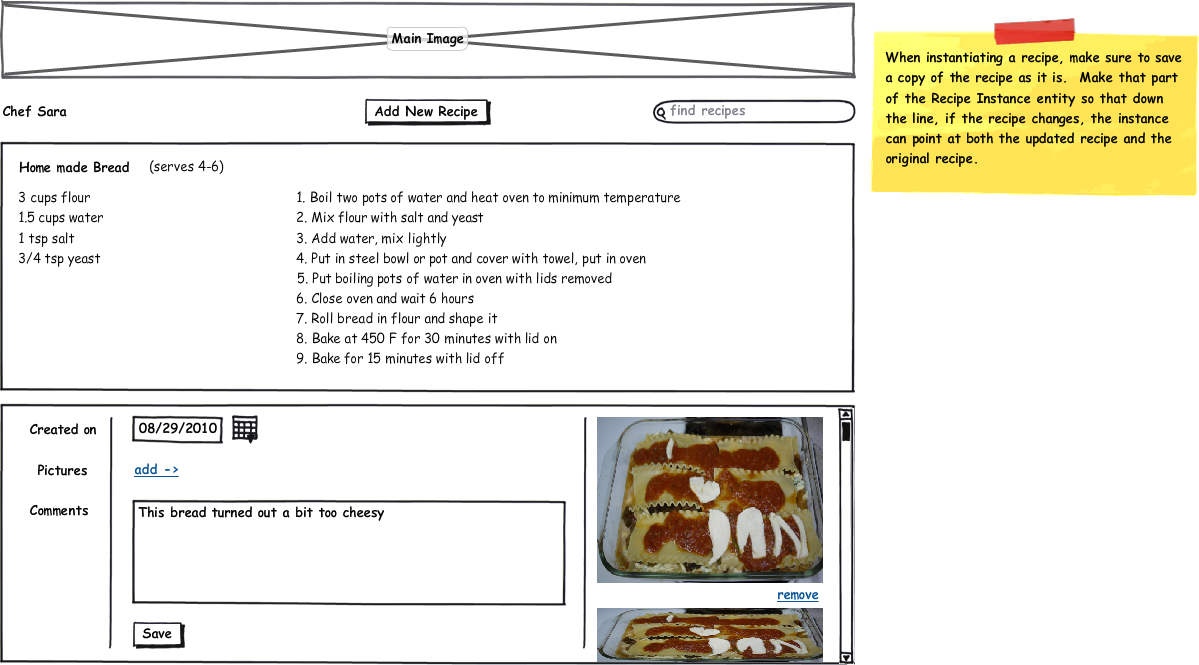 Main Image
When instantiating a recipe, make sure to save
a copy of the recipe as it is.  Make that part
of the Recipe Instance entity so that down
the line, if the recipe changes, the instance
can point at both the updated recipe and the
original recipe.
Chef Sara
Add New Recipe
find recipes
Home made Bread (serves 4-6)
3 cups flour
1.5 cups water
1 tsp salt
3/4 tsp yeast
1. Boil two pots of water and heat oven to minimum temperature
2. Mix flour with salt and yeast
3. Add water, mix lightly
4. Put in steel bowl or pot and cover with towel, put in oven
5. Put boiling pots of water in oven with lids removed
6. Close oven and wait 6 hours
7. Roll bread in flour and shape it
8. Bake at 450 F for 30 minutes with lid on
9. Bake for 15 minutes with lid off
Created on
08/29/2010
Pictures
add ->
Comments
This bread turned out a bit too cheesy
Save
remove